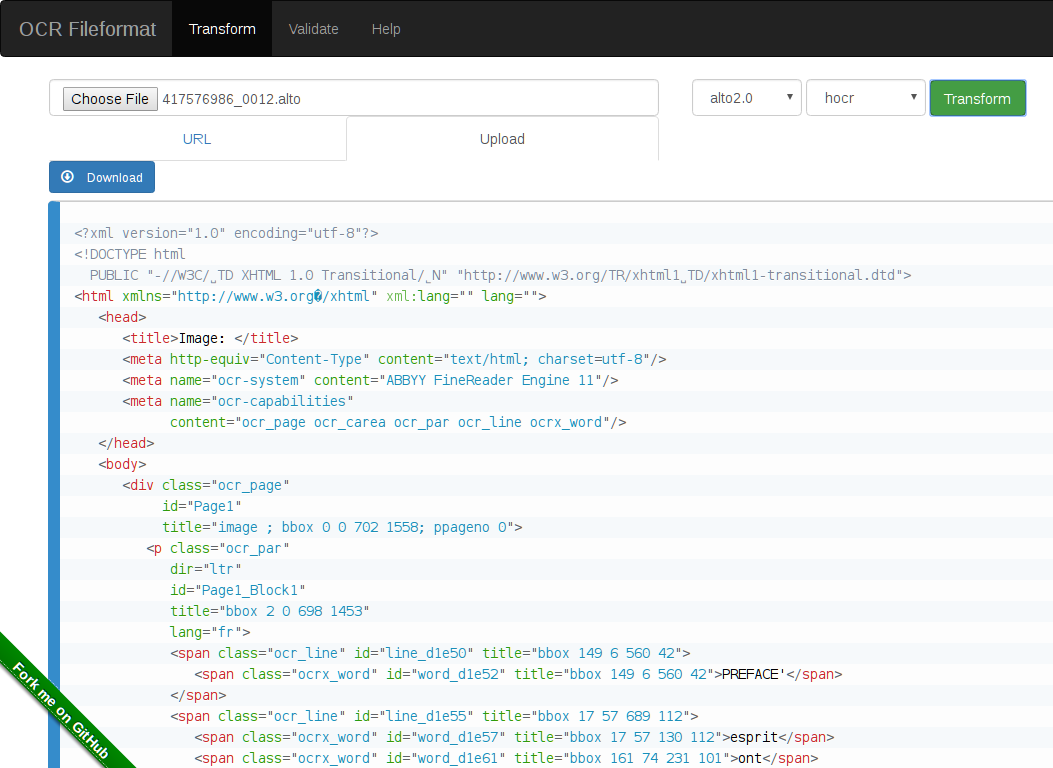 OCR Fileformat Transform Validate Help
Choose File 417576986_0012.alto alto2.0 hocr Transform
URL Upload
Download
<?xml version="1.0" encoding="utf-8"?>
<!DOCTYPE html
PUBLIC "-//W3C/␣TD XHTML 1.0 Transitional/␣N" "http://www.w3.org/TR/xhtml1␣TD/xhtml1-transitional.dtd">
<html xmlns="http://www.w3.org�/xhtml" xml:lang="" lang="">
<head>
<title>Image: </title>
<meta http-equiv="Content-Type" content="text/html; charset=utf-8"/>
<meta name="ocr-system" content="ABBYY FineReader Engine 11"/>
<meta name="ocr-capabilities"
content="ocr_page ocr_carea ocr_par ocr_line ocrx_word"/>
</head>
<body>
<div class="ocr_page"
id="Page1"
title="image ; bbox 0 0 702 1558; ppageno 0">
<p class="ocr_par"
dir="ltr"
id="Page1_Block1"
title="bbox 2 0 698 1453"
lang="fr">
<span class="ocr_line" id="line_d1e50" title="bbox 149 6 560 42">
<span class="ocrx_word" id="word_d1e52" title="bbox 149 6 560 42">PREFACE'</span>
</span>
<span class="ocr_line" id="line_d1e55" title="bbox 17 57 689 112">
<span class="ocrx_word" id="word_d1e57" title="bbox 17 57 130 112">esprit</span>
<span class="ocrx_word" id="word_d1e61" title="bbox 161 74 231 101">ont</span>
Fork me on GitHub